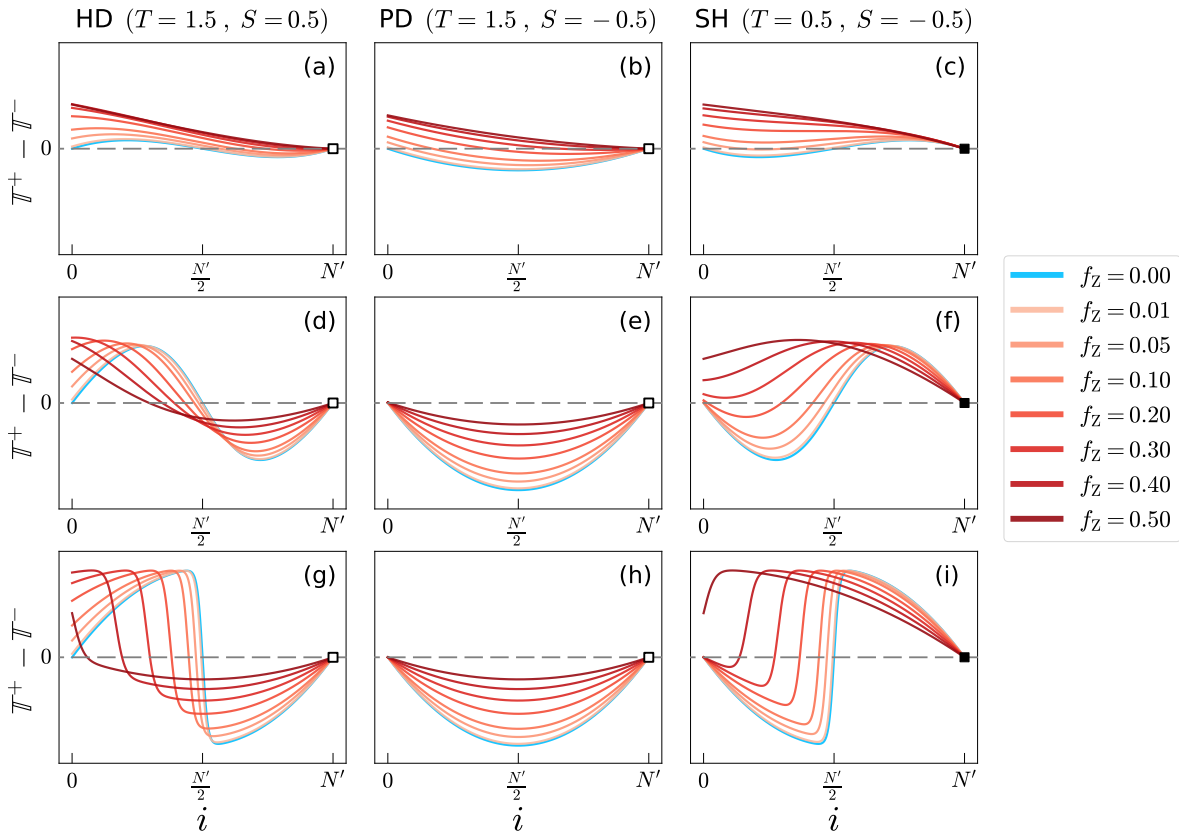 HD (T = 1.5 , S = 0.5)
PD (T = 1.5 , S = − 0.5)
SH (T = 0.5 , S = − 0.5)
𝕋⁺ − 𝕋⁻
0
(a)
0
N′/2
N′
(b)
0
N′/2
N′
(c)
0
N′/2
N′
𝕋⁺ − 𝕋⁻
0
(d)
0
N′/2
N′
(e)
0
N′/2
N′
(f)
0
N′/2
N′
𝕋⁺ − 𝕋⁻
0
(g)
0
N′/2
N′
i
(h)
0
N′/2
N′
i
(i)
0
N′/2
N′
i
f_Z = 0.00
f_Z = 0.01
f_Z = 0.05
f_Z = 0.10
f_Z = 0.20
f_Z = 0.30
f_Z = 0.40
f_Z = 0.50